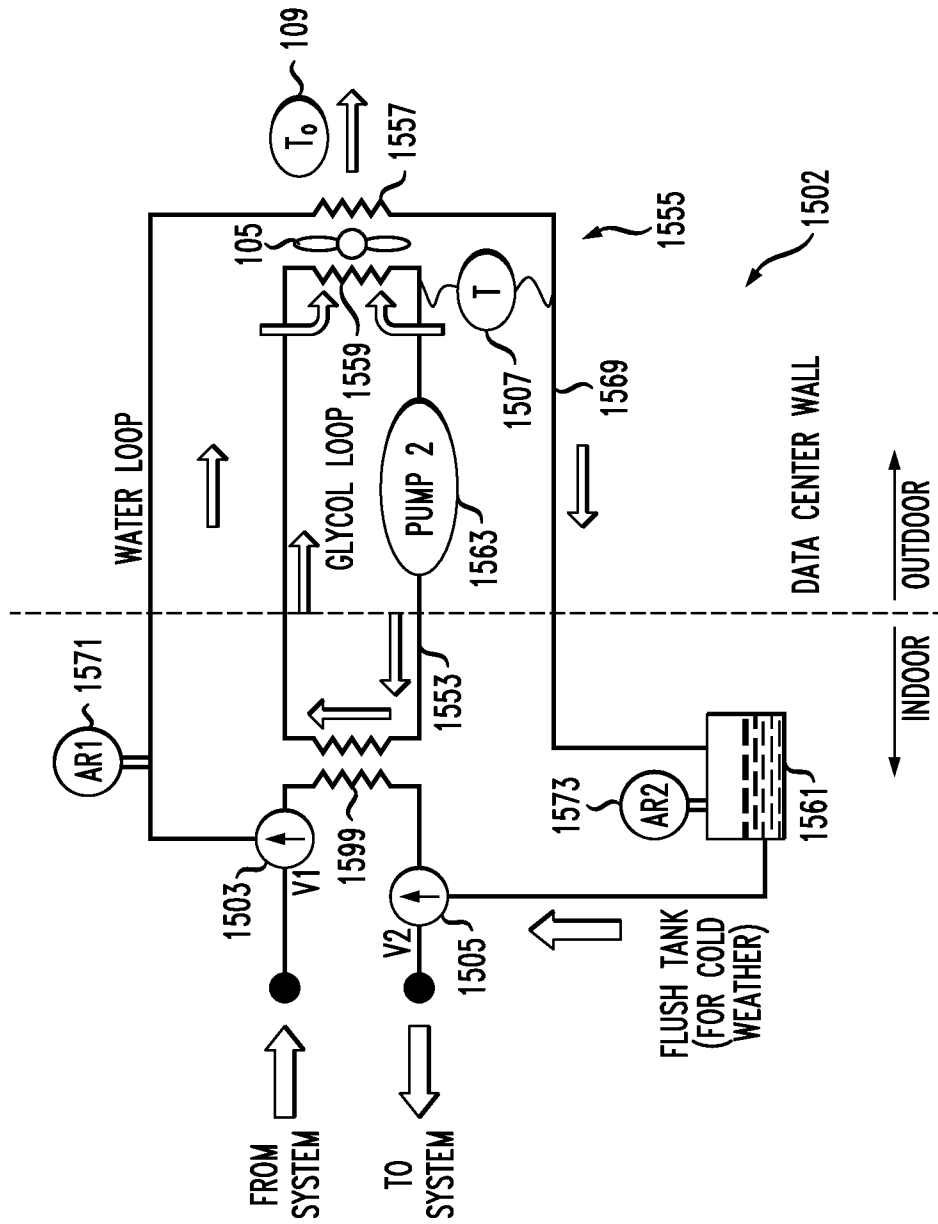 WATER LOOP
AR1
1571
T0
109
105
1557
1503
V1
1599
GLYCOL LOOP
1559
PUMP 2
1563
1553
T
1507
1555
1502
FROM
SYSTEM
TO
SYSTEM
V2
1505
1569
FLUSH TANK
(FOR COLD
WEATHER)
AR2
1573
1561
DATA CENTER WALL
INDOOR
OUTDOOR